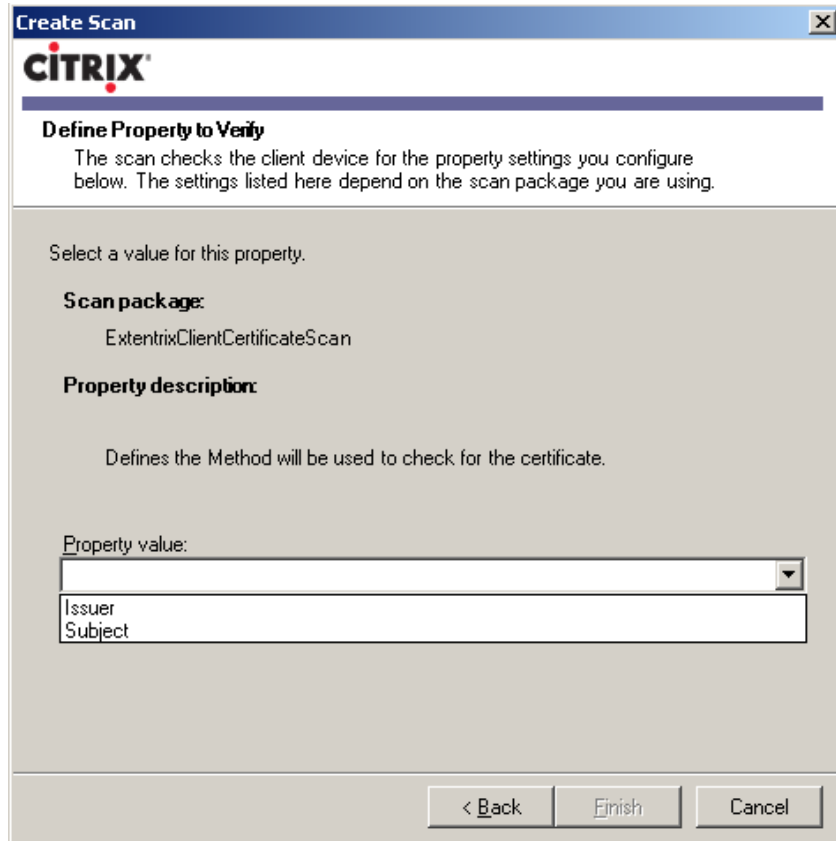 Create Scan
CITRIX
Define Property to Verify
The scan checks the client device for the property settings you configure
below. The settings listed here depend on the scan package you are using.
Select a value for this property.
Scan package:
ExtentrixClientCertificateScan
Property description:
Defines the Method will be used to check for the certificate.
Property value:
Issuer
Subject
< Back
Finish
Cancel